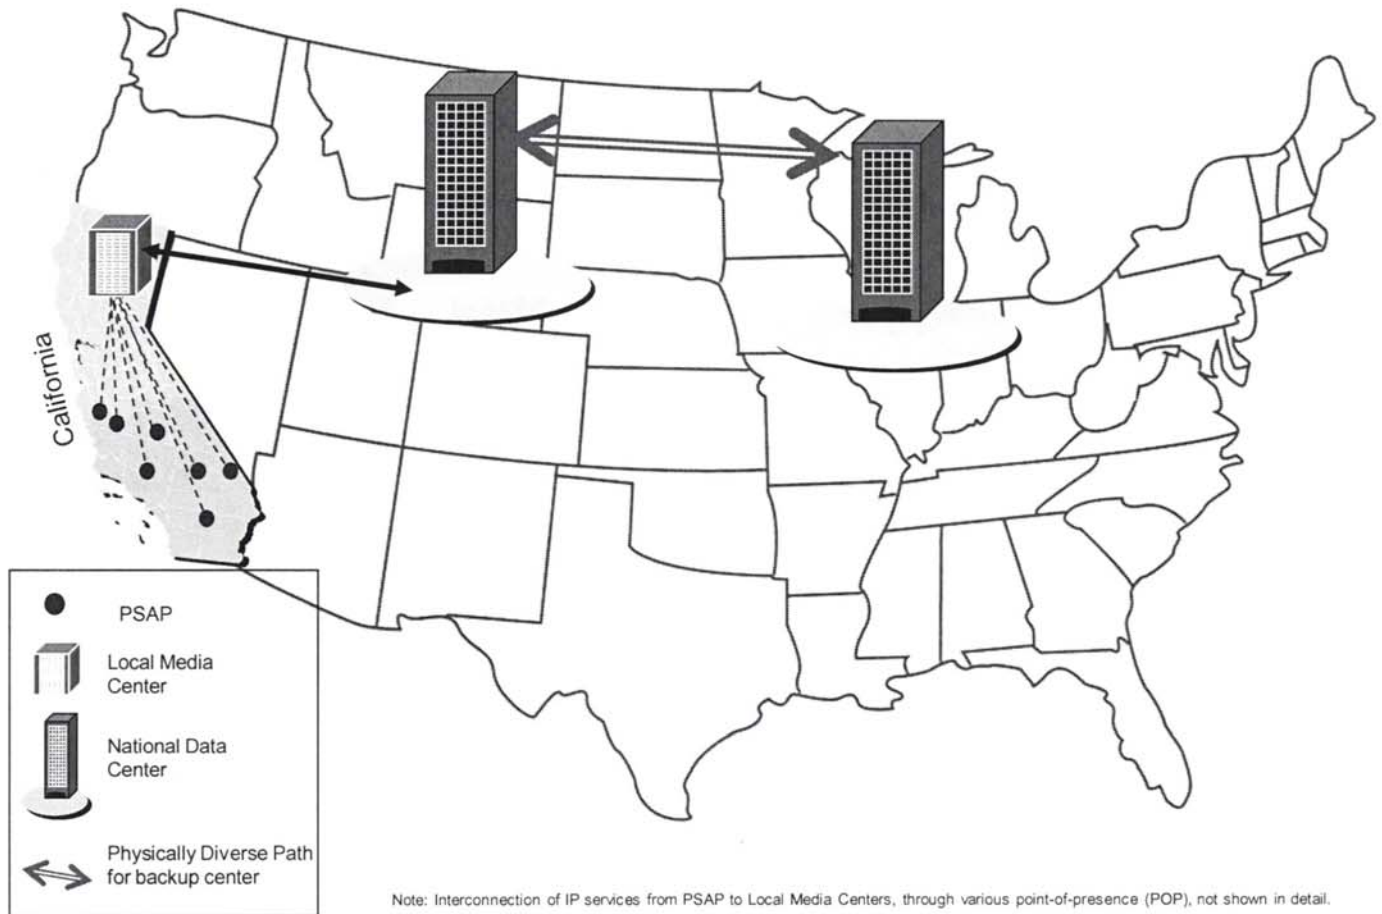 California
PSAP
Local Media
Center
National Data
Center
Physically Diverse Path
for backup center
Note: Interconnection of IP services from PSAP to Local Media Centers, through various point-of-presence (POP), not shown in detail.